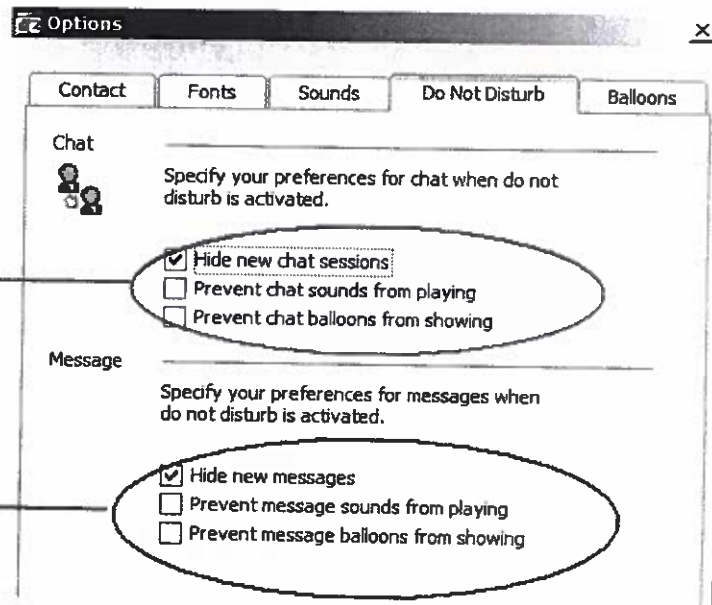 Options
Contact Fonts Sounds Do Not Disturb Balloons
Chat
Specify your preferences for chat when do not
disturb is activated.
Hide new chat sessions
Prevent chat sounds from playing
Prevent chat balloons from showing
Message
Specify your preferences for messages when
do not disturb is activated.
Hide new messages
Prevent message sounds from playing
Prevent message balloons from showing